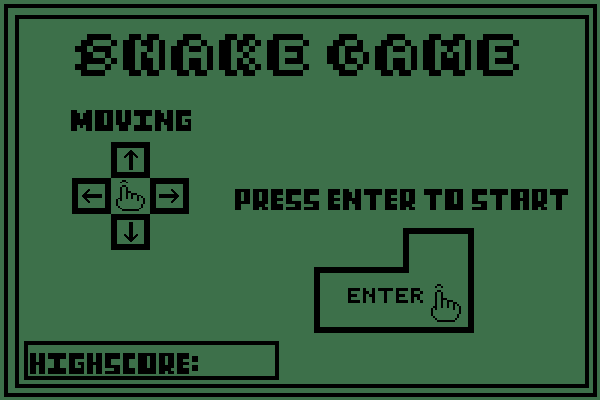 SNAKE GAME
MOVING
↑
← →
↓
PRESS ENTER TO START
ENTER
HIGHSCORE: